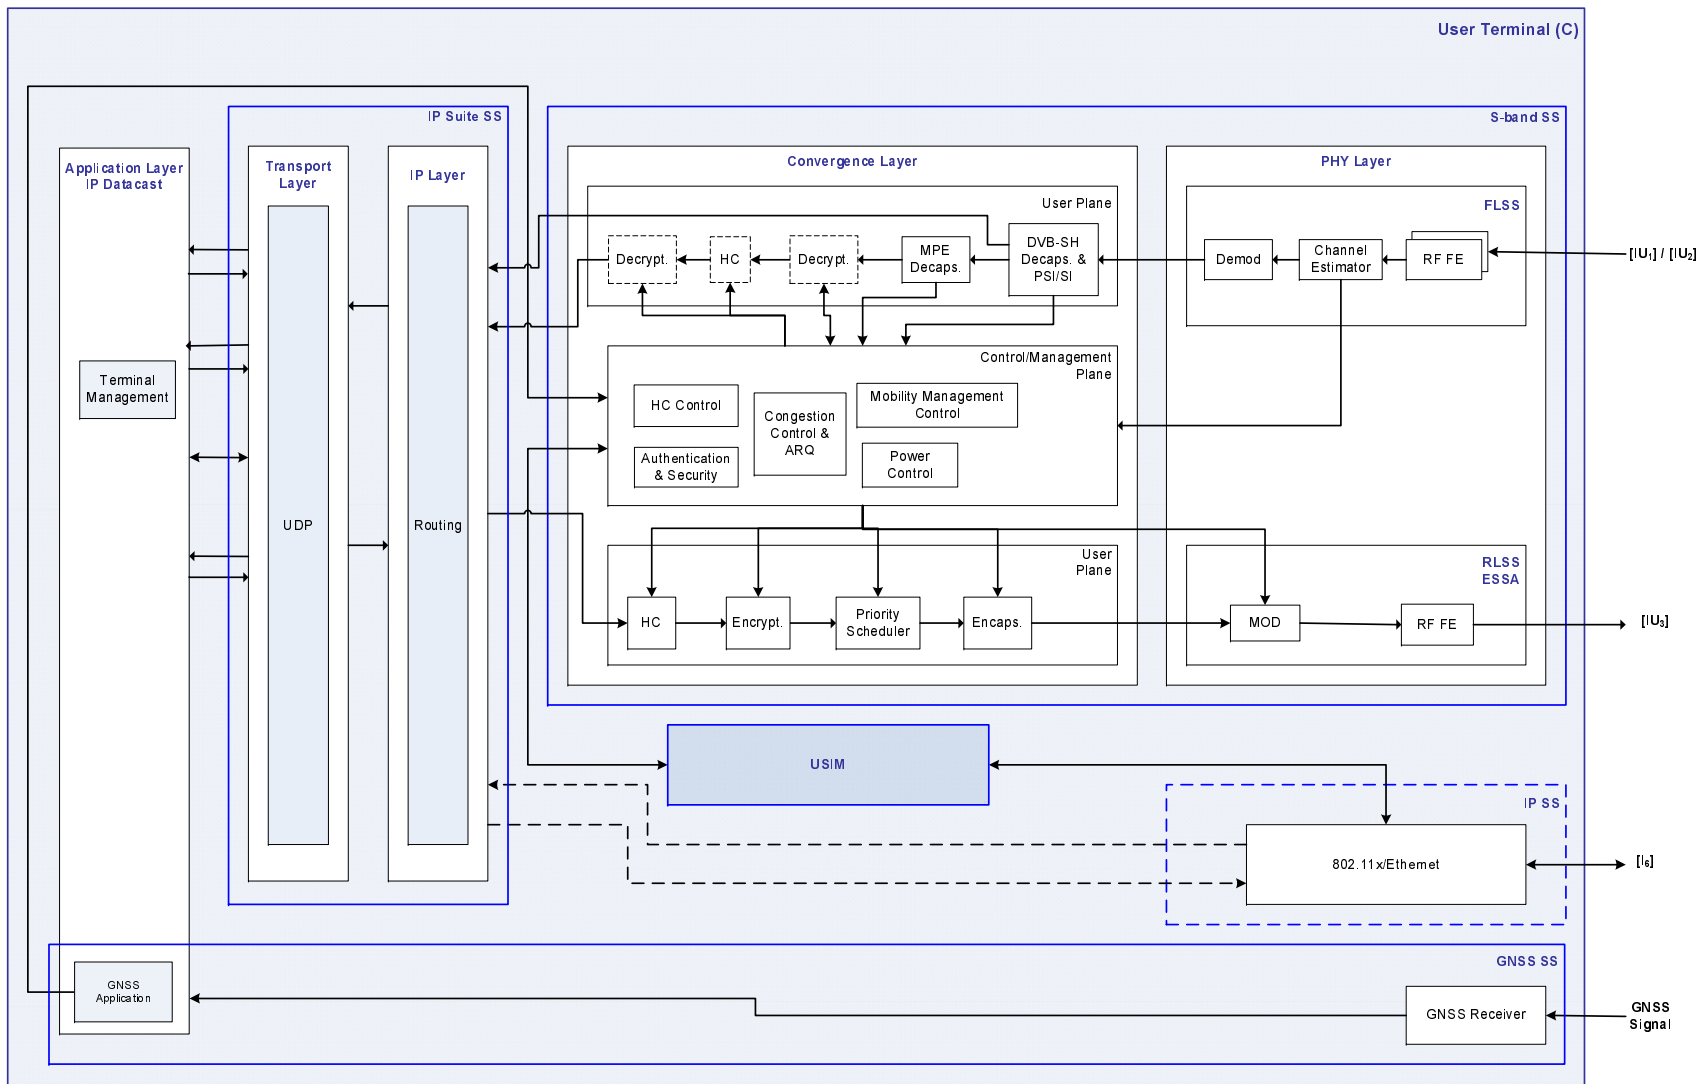 User Terminal (C)
IP Suite SS
S-band SS
Application Layer
IP Datacast
Transport
Layer
IP Layer
Convergence Layer
PHY Layer
User Plane
FLSS
Decrypt.
HC
Decrypt.
MPE
Decaps.
DVB-SH
Decaps. &
PSI/SI
Demod
Channel
Estimator
RF FE
[IU1] / [IU2]
Control/Management
Plane
Terminal
Management
HC Control
Congestion
Control &
ARQ
Mobility Management
Control
Authentication
& Security
Power
Control
UDP
Routing
User
Plane
RLSS
ESSA
HC
Encrypt.
Priority
Scheduler
Encaps.
MOD
RF FE
[IU3]
USIM
IP SS
802.11x/Ethernet
[I6]
GNSS SS
GNSS
Application
GNSS Receiver
GNSS
Signal